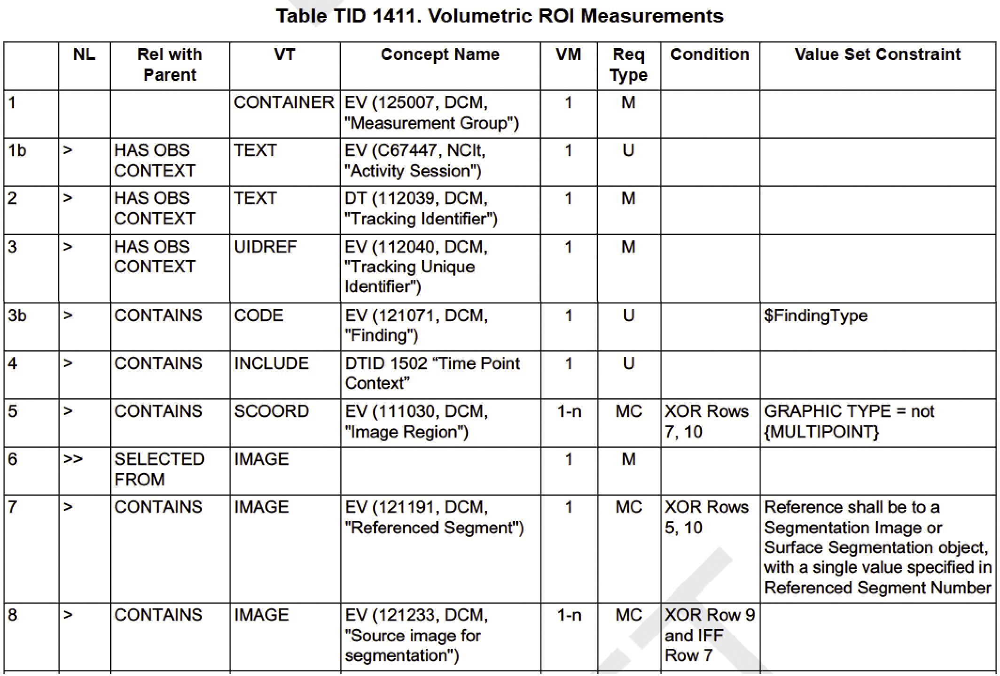 Table TID 1411. Volumetric ROI Measurements
NL Rel with Parent VT Concept Name VM Req Type Condition Value Set Constraint
1 CONTAINER EV (125007, DCM, "Measurement Group") 1 M
1b > HAS OBS CONTEXT TEXT EV (C67447, NCIt, "Activity Session") 1 U
2 > HAS OBS CONTEXT TEXT DT (112039, DCM, "Tracking Identifier") 1 M
3 > HAS OBS CONTEXT UIDREF EV (112040, DCM, "Tracking Unique Identifier") 1 M
3b > CONTAINS CODE EV (121071, DCM, "Finding") 1 U $FindingType
4 > CONTAINS INCLUDE DTID 1502 “Time Point Context” 1 U
5 > CONTAINS SCOORD EV (111030, DCM, "Image Region") 1-n MC XOR Rows 7, 10 GRAPHIC TYPE = not {MULTIPOINT}
6 >> SELECTED FROM IMAGE 1 M
7 > CONTAINS IMAGE EV (121191, DCM, "Referenced Segment") 1 MC XOR Rows 5, 10 Reference shall be to a Segmentation Image or Surface Segmentation object, with a single value specified in Referenced Segment Number
8 > CONTAINS IMAGE EV (121233, DCM, "Source image for segmentation") 1-n MC XOR Row 9 and IFF Row 7